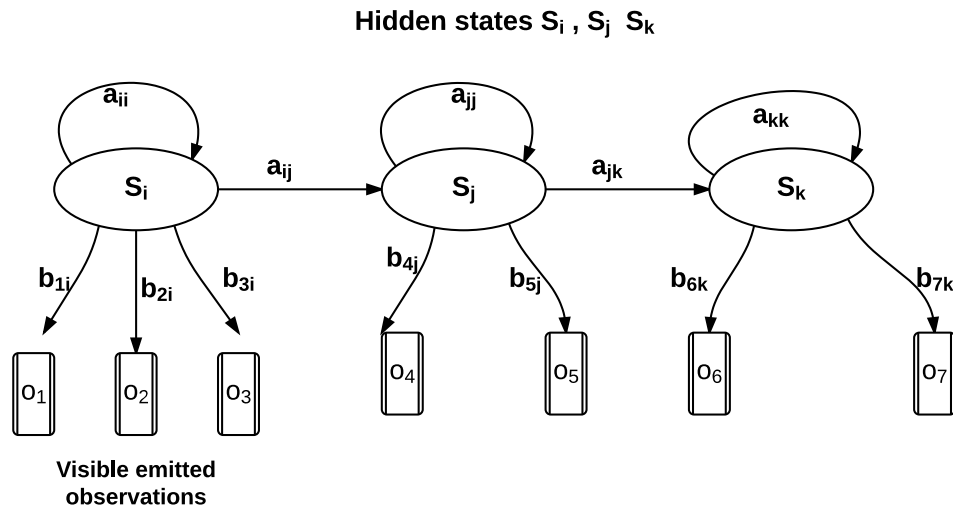 Hidden states Sᵢ , Sⱼ Sₖ
aᵢᵢ
aⱼⱼ
aₖₖ
aᵢⱼ
aⱼₖ
Sᵢ
Sⱼ
Sₖ
b₁ᵢ
b₂ᵢ
b₃ᵢ
b₄ⱼ
b₅ⱼ
b₆ₖ
b₇ₖ
o₁
o₂
o₃
o₄
o₅
o₆
o₇
Visible emitted
observations